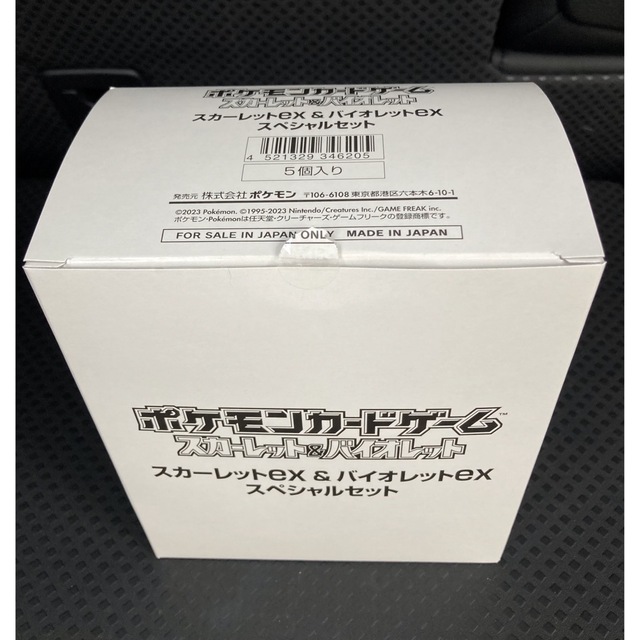 ポケモンカードゲーム
スカーレット&バイオレット
スカーレットex & バイオレットex
スペシャルセット
4 521329 346205
5個入り
発売元 株式会社 ポケモン 〒106-6108 東京都港区六本木6-10-1
©2023 Pokémon. ©1995-2023 Nintendo/Creatures Inc./GAME FREAK inc.
ポケモン・Pokémonは任天堂・クリーチャーズ・ゲームフリークの登録商標です。
FOR SALE IN JAPAN ONLY MADE IN JAPAN
ポケモンカードゲーム™
スカーレット&バイオレット
スカーレットex & バイオレットex
スペシャルセット